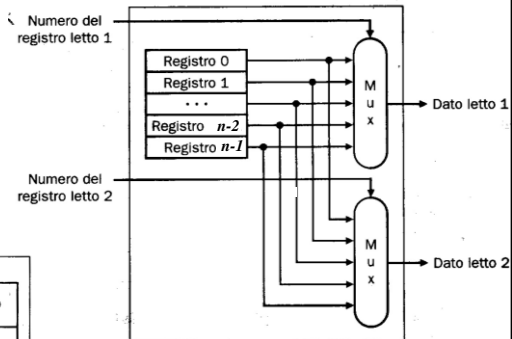 Numero del
registro letto 1
Registro 0
Registro 1
. . .
Registro n-2
Registro n-1
M
u
x
Dato letto 1
Numero del
registro letto 2
M
u
x
Dato letto 2